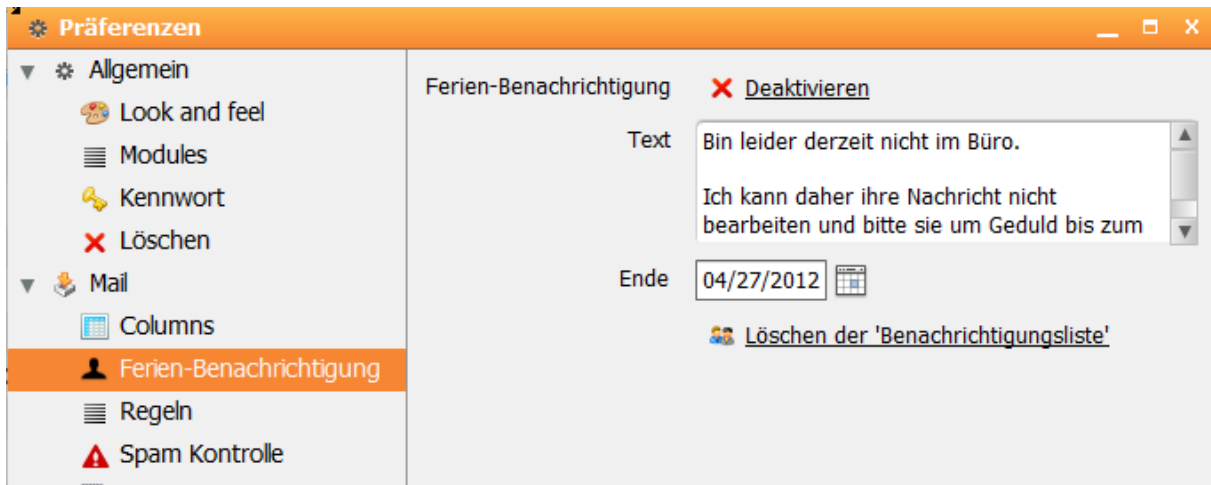 Präferenzen
Allgemein
Look and feel
Modules
Kennwort
Löschen
Mail
Columns
Ferien-Benachrichtigung
Regeln
Spam Kontrolle
Ferien-Benachrichtigung Deaktivieren
Text
Bin leider derzeit nicht im Büro.
Ich kann daher ihre Nachricht nicht
bearbeiten und bitte sie um Geduld bis zum
Ende 04/27/2012
Löschen der 'Benachrichtigungsliste'